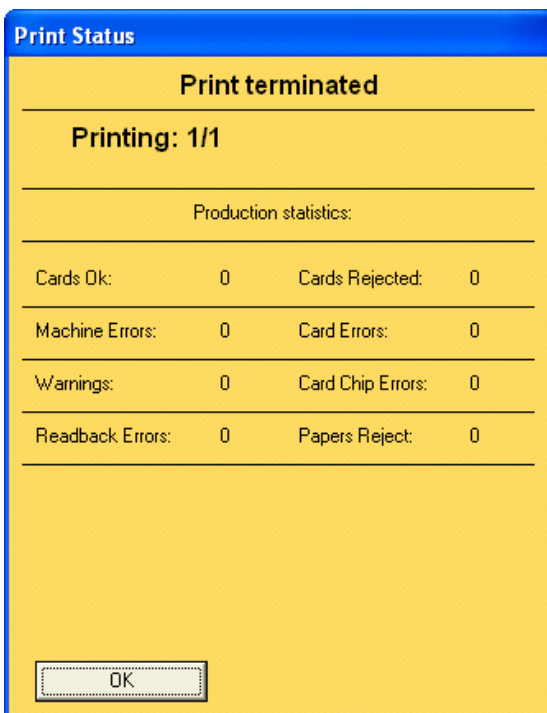 Print Status
Print terminated
Printing: 1/1
Production statistics:
Cards Ok: 0 Cards Rejected: 0
Machine Errors: 0 Card Errors: 0
Warnings: 0 Card Chip Errors: 0
Readback Errors: 0 Papers Reject: 0
OK